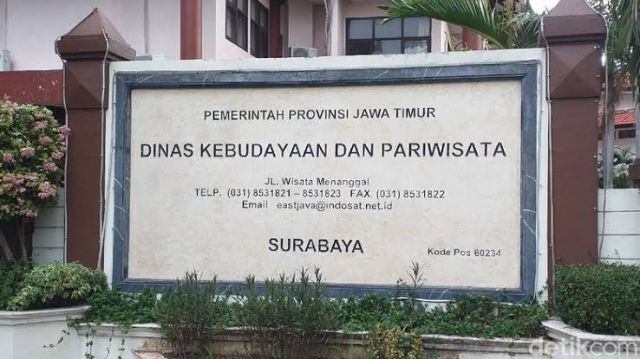 PEMERINTAH PROVINSI JAWA TIMUR
DINAS KEBUDAYAAN DAN PARIWISATA
JL. Wisata Menanggal
TELP. (031) 8531821 – 8531823 FAX (031) 8531822
Email eastjava@indosat.net.id
SURABAYA
Kode Pos 60234
detikcom